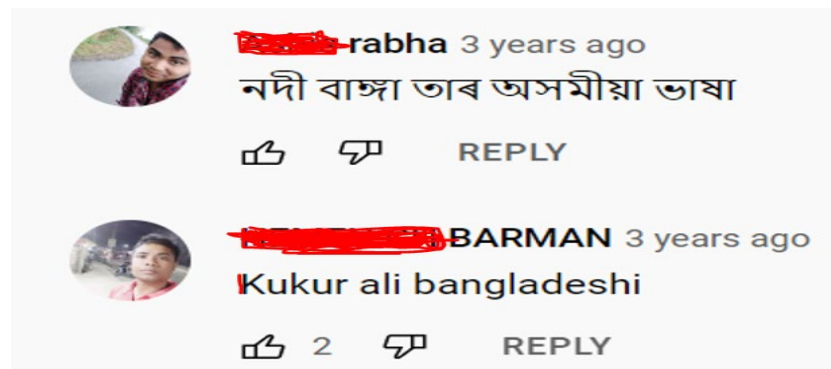 rabha 3 years ago
নদী বাঙ্গা তাৰ অসমীয়া ভাষা
REPLY
BARMAN 3 years ago
Kukur ali bangladeshi
2 REPLY